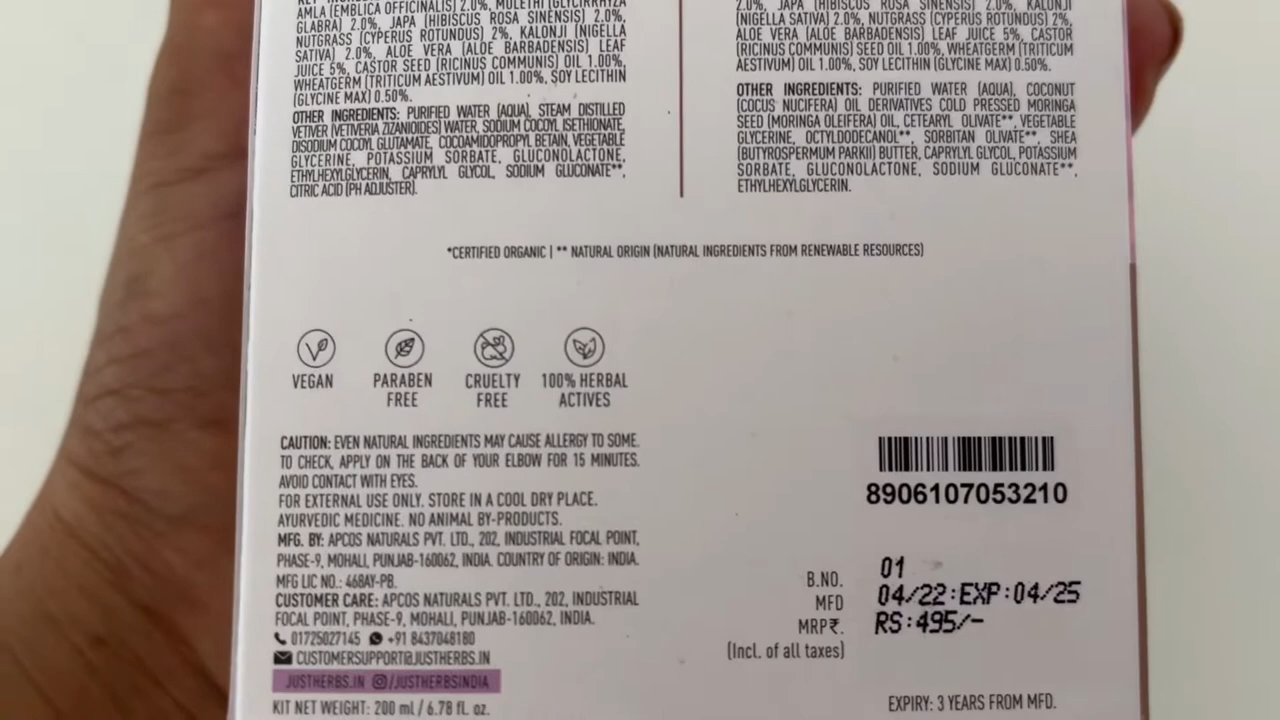 AMLA (EMBLICA OFFICINALIS) 2.0%, MULETHI (GLYCIRRHYZA
GLABRA) 2.0%, JAPA (HIBISCUS ROSA SINENSIS) 2.0%,
NUTGRASS (CYPERUS ROTUNDUS) 2%, KALONJI (NIGELLA
SATIVA) 2.0%, ALOE VERA (ALOE BARBADENSIS) LEAF
JUICE 5%, CASTOR SEED (RICINUS COMMUNIS) OIL 1.00%,
WHEATGERM (TRITICUM AESTIVUM) OIL 1.00%, SOY LECITHIN
(GLYCINE MAX) 0.50%.
OTHER INGREDIENTS: PURIFIED WATER (AQUA), STEAM DISTILLED
VETIVER (VETIVERIA ZIZANIOIDES) WATER, SODIUM COCOYL ISETHIONATE,
DISODIUM COCOYL GLUTAMATE, COCOAMIDOPROPYL BETAIN, VEGETABLE
GLYCERINE, POTASSIUM SORBATE, GLUCONOLACTONE,
ETHYLHEXYLGLYCERIN, CAPRYLYL GLYCOL, SODIUM GLUCONATE**,
CITRIC ACID (PH ADJUSTER).
2.0%, JAPA (HIBISCUS ROSA SINENSIS) 2.0%, KALONJI
(NIGELLA SATIVA) 2.0%, NUTGRASS (CYPERUS ROTUNDUS) 2%,
ALOE VERA (ALOE BARBADENSIS) LEAF JUICE 5%, CASTOR
(RICINUS COMMUNIS) SEED OIL 1.00%, WHEATGERM (TRITICUM
AESTIVUM) OIL 1.00%, SOY LECITHIN (GLYCINE MAX) 0.50%.
OTHER INGREDIENTS: PURIFIED WATER (AQUA), COCONUT
(COCUS NUCIFERA) OIL DERIVATIVES COLD PRESSED MORINGA
SEED (MORINGA OLEIFERA) OIL, CETEARYL OLIVATE**, VEGETABLE
GLYCERINE, OCTYLDODECANOL**, SORBITAN OLIVATE**, SHEA
(BUTYROSPERMUM PARKII) BUTTER, CAPRYLYL GLYCOL, POTASSIUM
SORBATE, GLUCONOLACTONE, SODIUM GLUCONATE**,
ETHYLHEXYLGLYCERIN.
*CERTIFIED ORGANIC | ** NATURAL ORIGIN (NATURAL INGREDIENTS FROM RENEWABLE RESOURCES)
VEGAN
PARABEN
FREE
CRUELTY
FREE
100% HERBAL
ACTIVES
CAUTION: EVEN NATURAL INGREDIENTS MAY CAUSE ALLERGY TO SOME.
TO CHECK, APPLY ON THE BACK OF YOUR ELBOW FOR 15 MINUTES.
AVOID CONTACT WITH EYES.
FOR EXTERNAL USE ONLY. STORE IN A COOL DRY PLACE.
AYURVEDIC MEDICINE. NO ANIMAL BY-PRODUCTS.
MFG. BY: APCOS NATURALS PVT. LTD., 202, INDUSTRIAL FOCAL POINT,
PHASE-9, MOHALI, PUNJAB-160062, INDIA. COUNTRY OF ORIGIN: INDIA.
MFG LIC NO.: 468AY-PB.
CUSTOMER CARE: APCOS NATURALS PVT. LTD., 202, INDUSTRIAL
FOCAL POINT, PHASE-9, MOHALI, PUNJAB-160062, INDIA.
01725027145 +91 8437048180
CUSTOMERSUPPORT@JUSTHERBS.IN
JUSTHERBS.IN /JUSTHERBSINDIA
KIT NET WEIGHT: 200 ml / 6.78 fl. oz.
8906107053210
B.NO. 01
MFD 04/22:EXP:04/25
MRP₹. RS:495/-
(Incl. of all taxes)
EXPIRY: 3 YEARS FROM MFD.